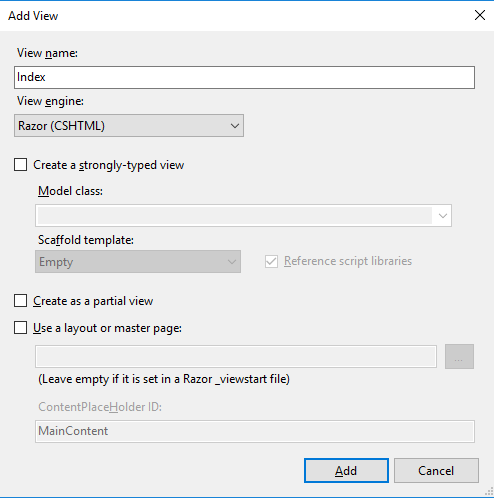 Add View
View name:
Index
View engine:
Razor (CSHTML)
Create a strongly-typed view
Model class:
Scaffold template:
Empty
Reference script libraries
Create as a partial view
Use a layout or master page:
...
(Leave empty if it is set in a Razor _viewstart file)
ContentPlaceHolder ID:
MainContent
Add
Cancel